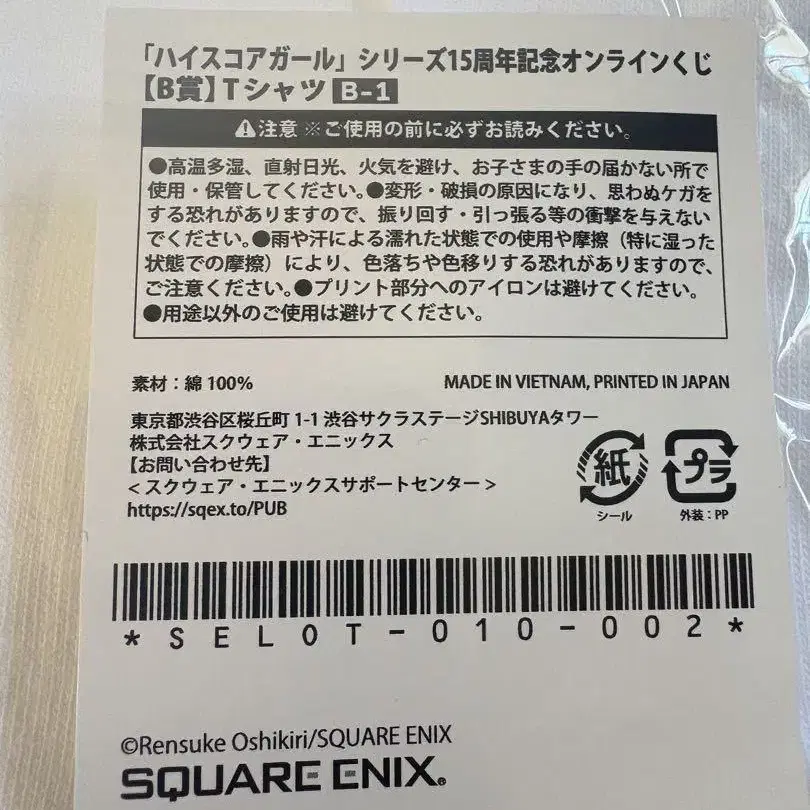 「ハイスコアガール」シリーズ15周年記念オンラインくじ
【B賞】Tシャツ B-1
⚠注意 ※ご使用の前に必ずお読みください。
●高温多湿、直射日光、火気を避け、お子さまの手の届かない所で
使用・保管してください。●変形・破損の原因になり、思わぬケガを
する恐れがありますので、振り回す・引っ張る等の衝撃を与えない
でください。●雨や汗による濡れた状態での使用や摩擦（特に湿った
状態での摩擦）により、色落ちや色移りする恐れがありますので、
ご注意ください。●プリント部分へのアイロンは避けてください。
●用途以外のご使用は避けてください。
素材：綿100% MADE IN VIETNAM, PRINTED IN JAPAN
東京都渋谷区桜丘町1-1 渋谷サクラステージSHIBUYAタワー
株式会社スクウェア・エニックス
【お問い合わせ先】
<スクウェア・エニックスサポートセンター>
https://sqex.to/PUB
紙 プラ
シール 外装：PP
*SELOT-010-002*
©Rensuke Oshikiri/SQUARE ENIX
SQUARE ENIX®